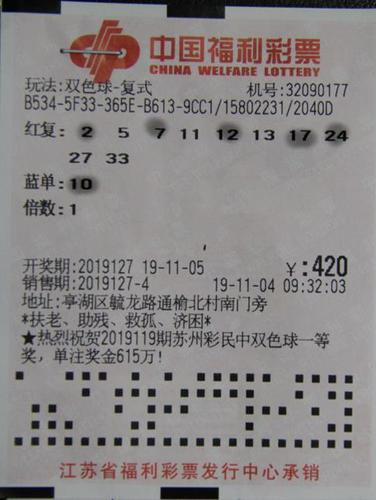 中国福利彩票
CHINA WELFARE LOTTERY
玩法:双色球-复式 机号:32090177
B534-5F33-365E-B613-9CC1/15802231/2040D
红复: 2 5 7 11 12 13 17 24
27 33
蓝单:10
倍数:1
开奖期:2019127 19-11-05 ¥:420
销售期:2019127-4 19-11-04 09:32:03
地址:亭湖区毓龙路通榆北村南门旁
*扶老、助残、救孤、济困*
★热烈祝贺2019119期苏州彩民中双色球一等
奖，单注奖金615万!
江苏省福利彩票发行中心承销